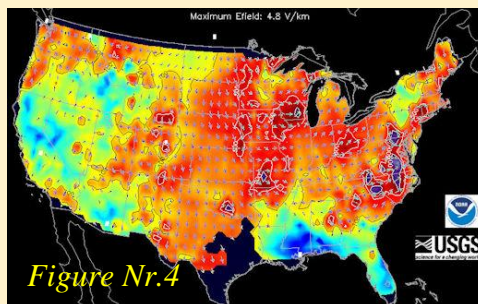 Maximum Efield: 4.8 V/km
NOAA
USGS
science for a changing world
Figure Nr.4